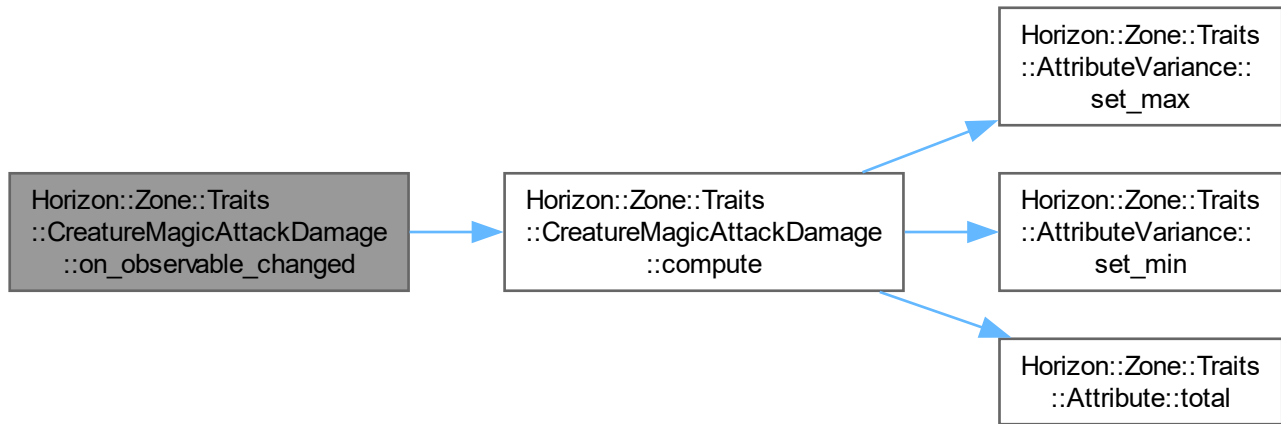 Horizon::Zone::Traits
::CreatureMagicAttackDamage
::on_observable_changed
Horizon::Zone::Traits
::CreatureMagicAttackDamage
::compute
Horizon::Zone::Traits
::AttributeVariance::
set_max
Horizon::Zone::Traits
::AttributeVariance::
set_min
Horizon::Zone::Traits
::Attribute::total